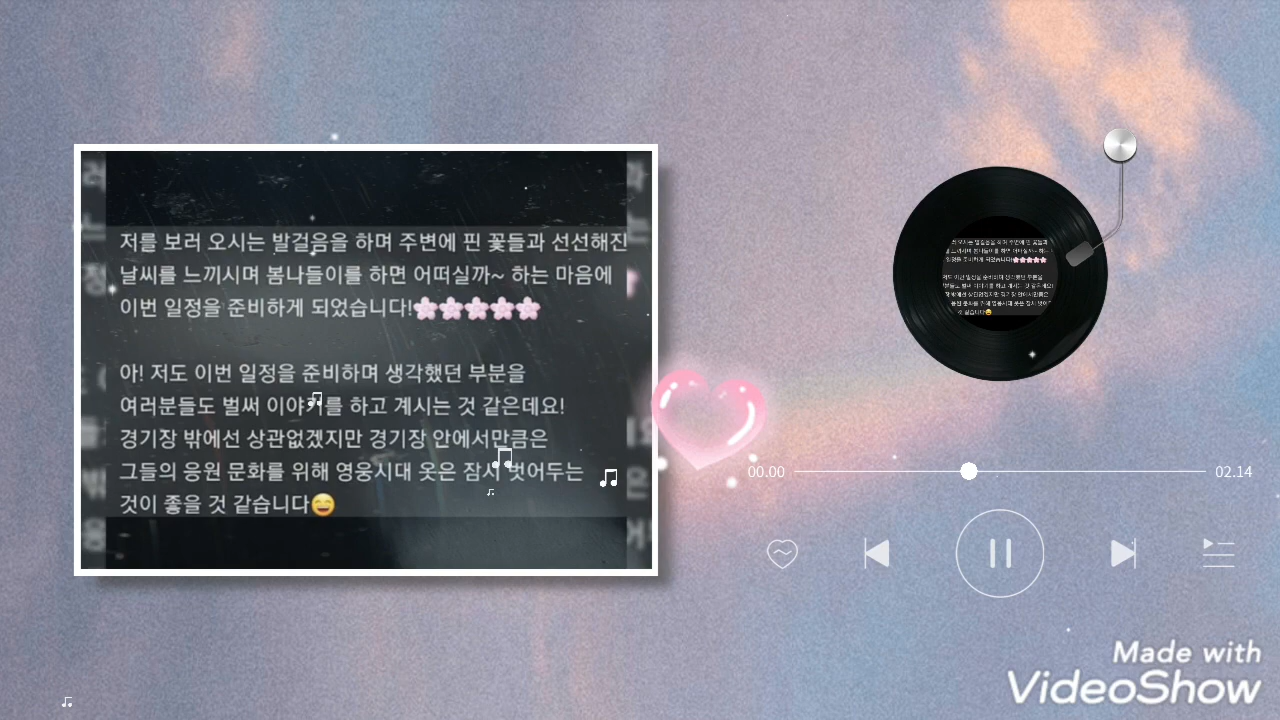 저를 보러 오시는 발걸음을 하며 주변에 핀 꽃들과 선선해진
날씨를 느끼시며 봄나들이를 하면 어떠실까~ 하는 마음에
이번 일정을 준비하게 되었습니다!🌸🌸🌸🌸🌸
아! 저도 이번 일정을 준비하며 생각했던 부분을
여러분들도 벌써 이야기를 하고 계시는 것 같은데요!
경기장 밖에선 상관없겠지만 경기장 안에서만큼은
그들의 응원 문화를 위해 영웅시대 옷은 잠시 벗어두는
것이 좋을 것 같습니다😄
00.00
02.14
Made with
VideoShow